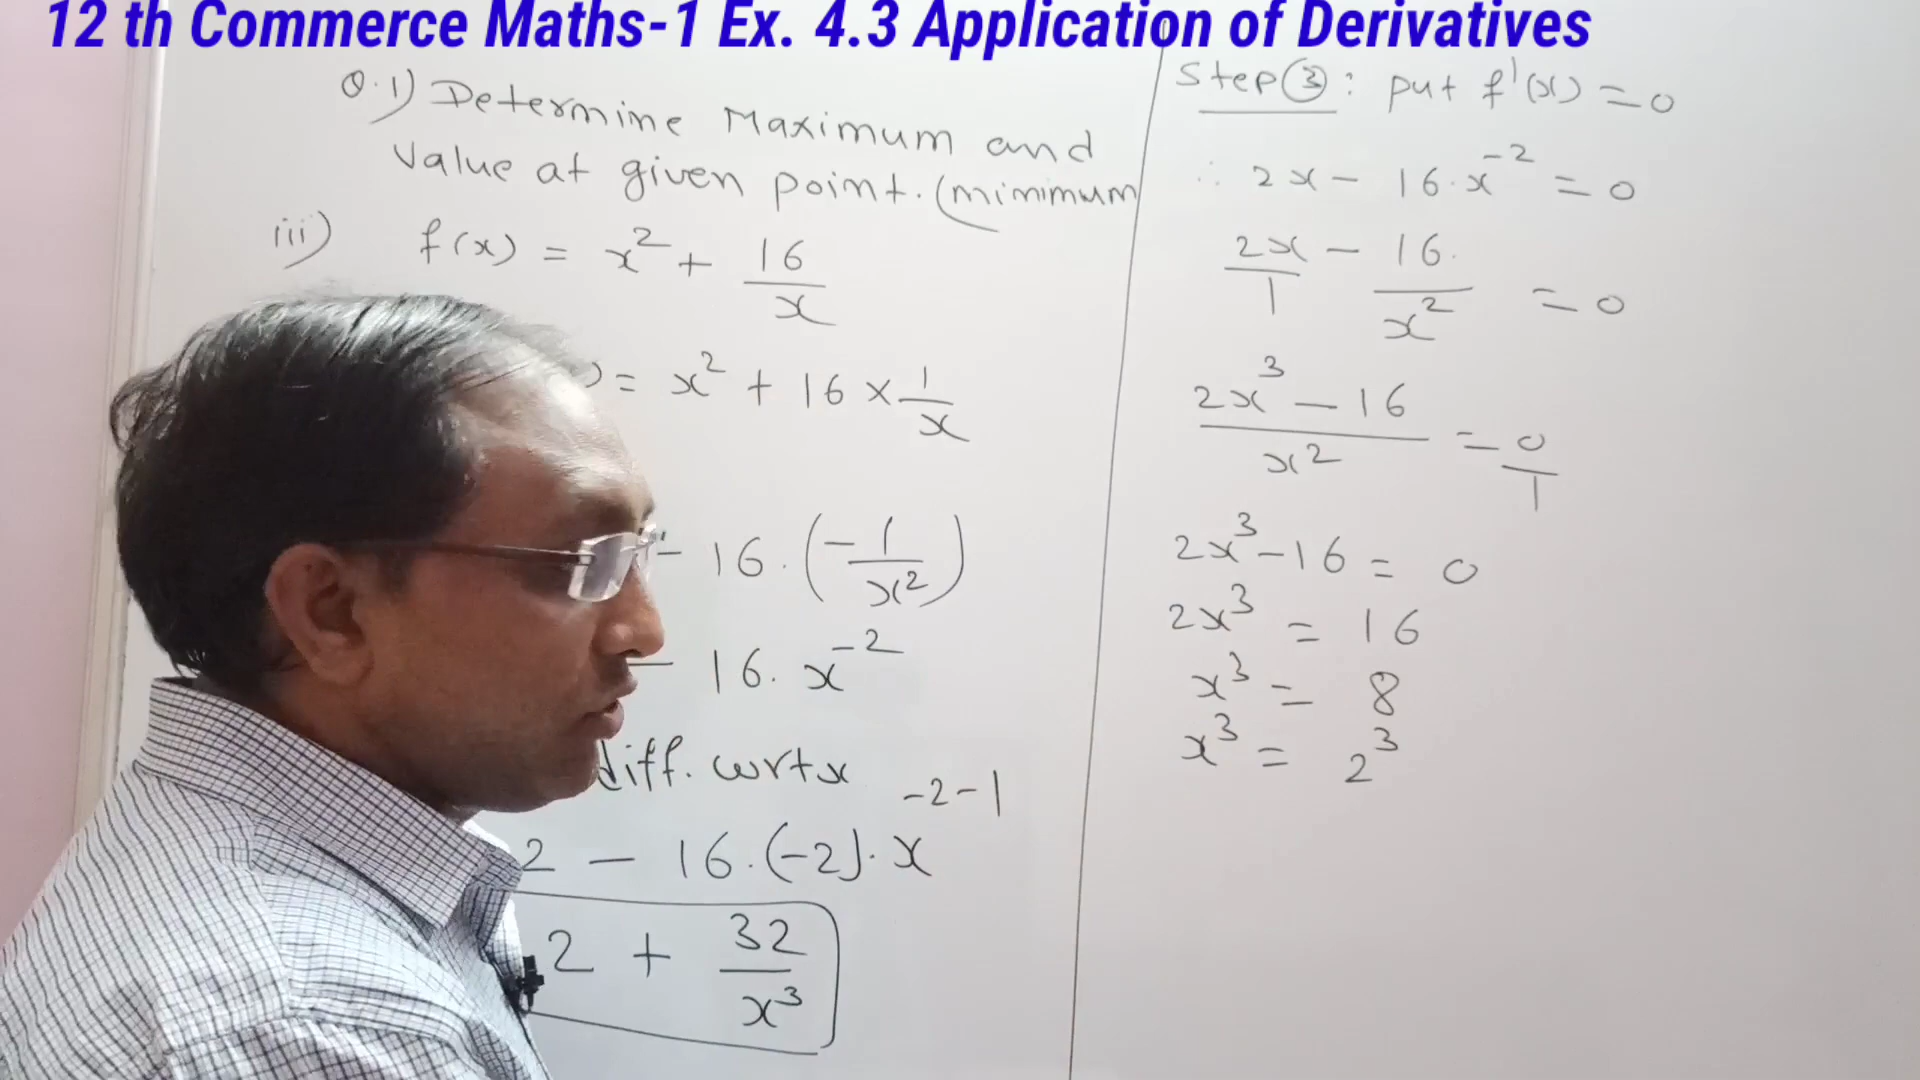 12 th Commerce Maths-1 Ex. 4.3 Application of Derivatives
Q.1) Determine Maximum and
Value at given point. (minimum
iii) f(x) = x² + 16/x
) = x² + 16 × 1/x
- 16. (-1/x²)
- 16. x⁻²
diff. wrt x
2 - 16.(-2). x⁻²⁻¹
2 + 32/x³
Step ③ : put f'(x) = 0
∴ 2x - 16.x⁻² = 0
2x/1 - 16./x² = 0
2x³ - 16/x² = 0/1
2x³ - 16 = 0
2x³ = 16
x³ = 8
x³ = 2³